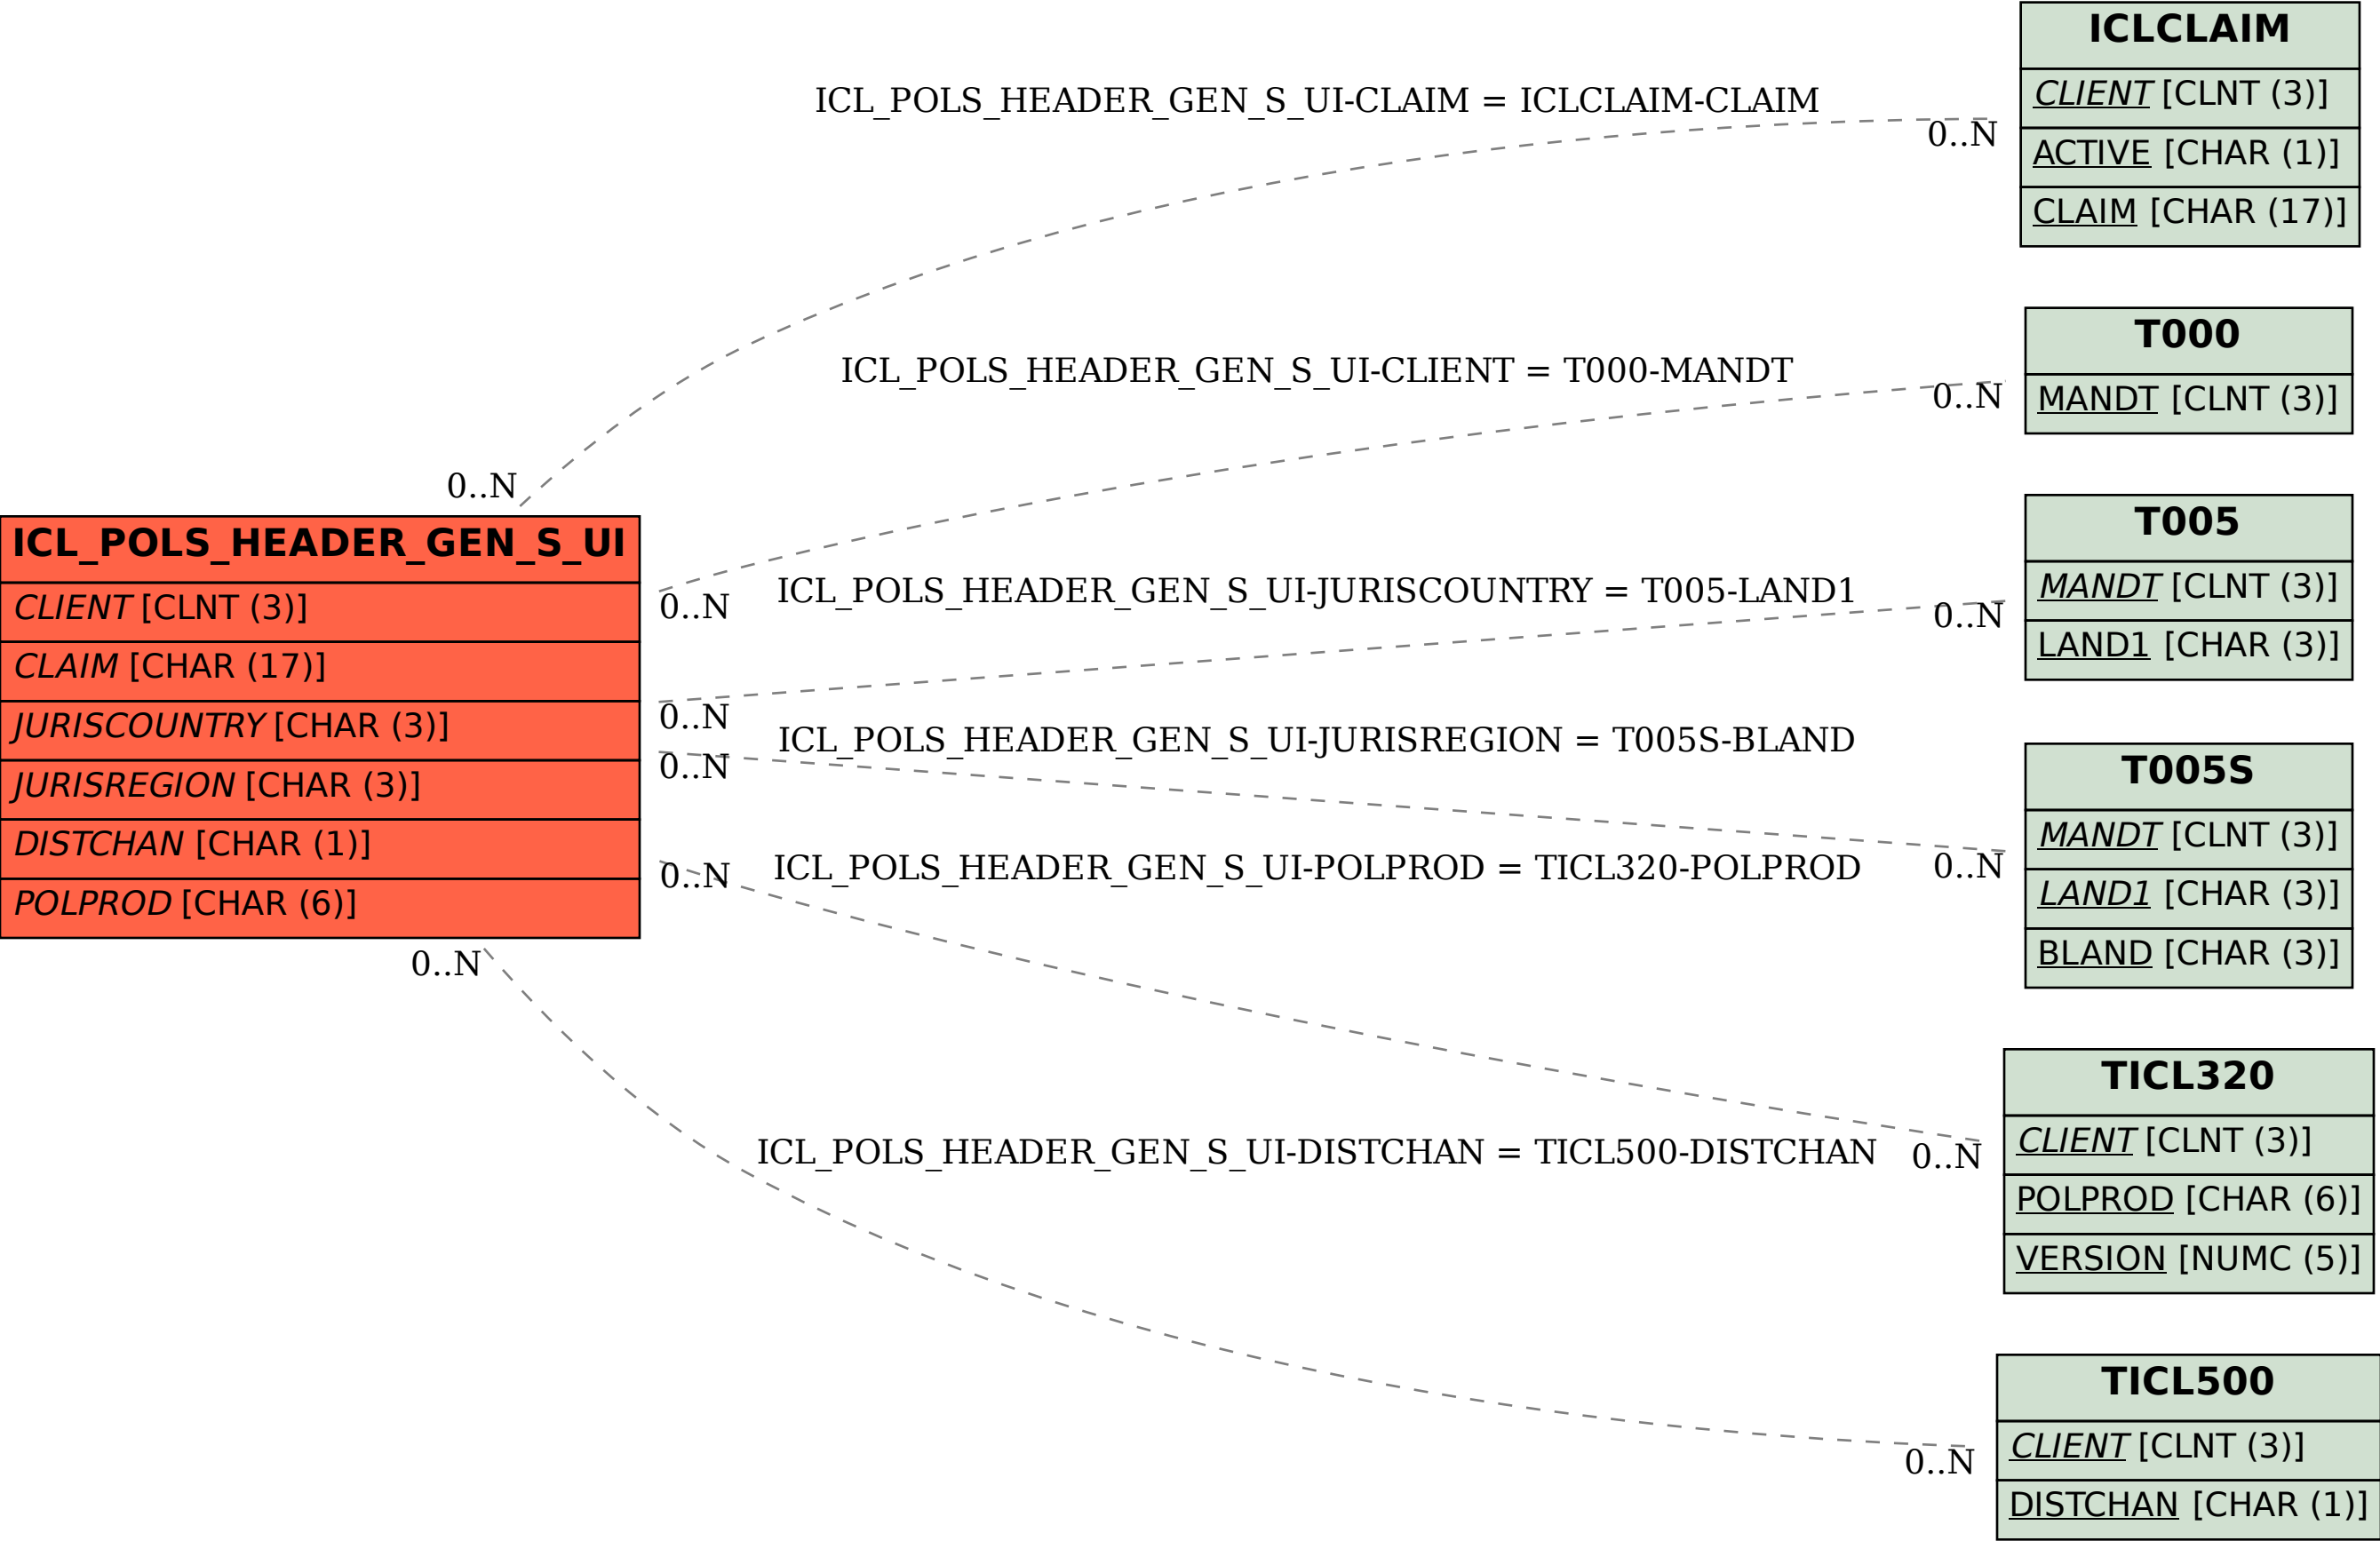 ICLCLAIM
CLIENT [CLNT (3)]
ACTIVE [CHAR (1)]
CLAIM [CHAR (17)]
ICL_POLS_HEADER_GEN_S_UI-CLAIM = ICLCLAIM-CLAIM
0..N
0..N
T000
MANDT [CLNT (3)]
ICL_POLS_HEADER_GEN_S_UI-CLIENT = T000-MANDT
0..N
0..N
T005
MANDT [CLNT (3)]
LAND1 [CHAR (3)]
ICL_POLS_HEADER_GEN_S_UI-JURISCOUNTRY = T005-LAND1
0..N
0..N
ICL_POLS_HEADER_GEN_S_UI
CLIENT [CLNT (3)]
CLAIM [CHAR (17)]
JURISCOUNTRY [CHAR (3)]
JURISREGION [CHAR (3)]
DISTCHAN [CHAR (1)]
POLPROD [CHAR (6)]
ICL_POLS_HEADER_GEN_S_UI-JURISREGION = T005S-BLAND
0..N
0..N
T005S
MANDT [CLNT (3)]
LAND1 [CHAR (3)]
BLAND [CHAR (3)]
ICL_POLS_HEADER_GEN_S_UI-POLPROD = TICL320-POLPROD
0..N
0..N
TICL320
CLIENT [CLNT (3)]
POLPROD [CHAR (6)]
VERSION [NUMC (5)]
ICL_POLS_HEADER_GEN_S_UI-DISTCHAN = TICL500-DISTCHAN
0..N
0..N
TICL500
CLIENT [CLNT (3)]
DISTCHAN [CHAR (1)]